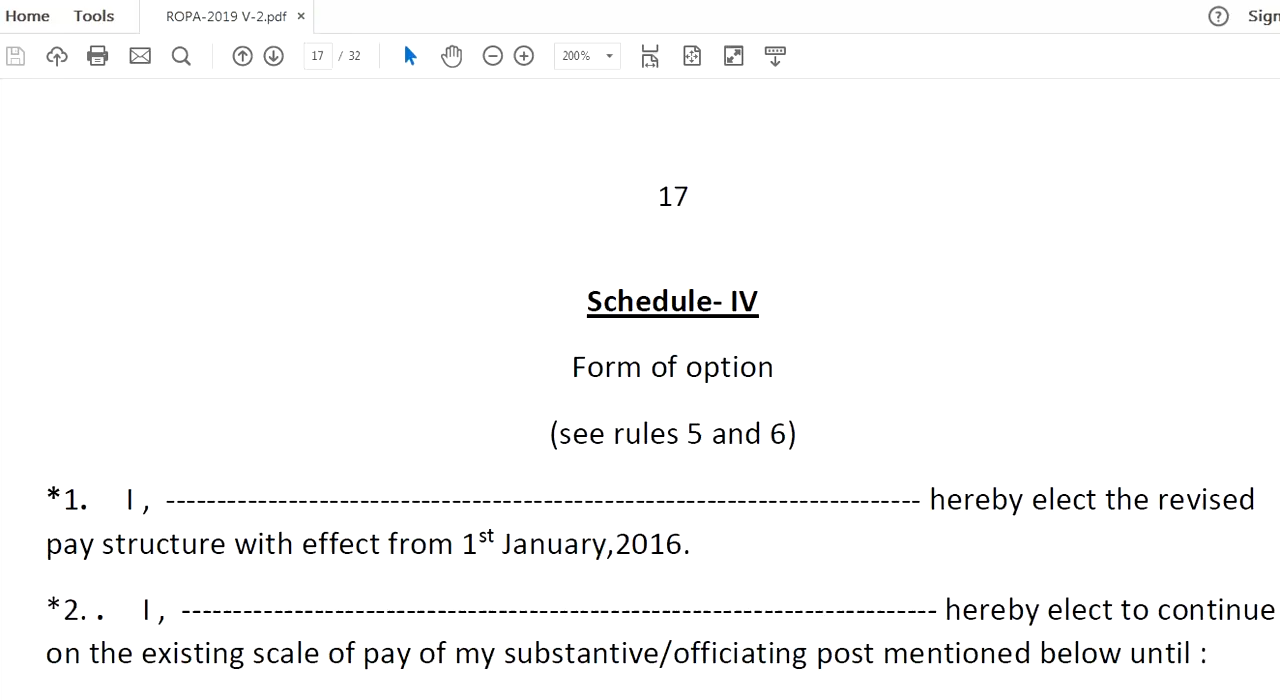 Home Tools ROPA-2019 V-2.pdf × ? Sign
17 / 32 200%
17
Schedule- IV
Form of option
(see rules 5 and 6)
*1. I , -------------------------------------------------------------------------- hereby elect the revised
pay structure with effect from 1st January,2016.
*2. . I , -------------------------------------------------------------------------- hereby elect to continue
on the existing scale of pay of my substantive/officiating post mentioned below until :